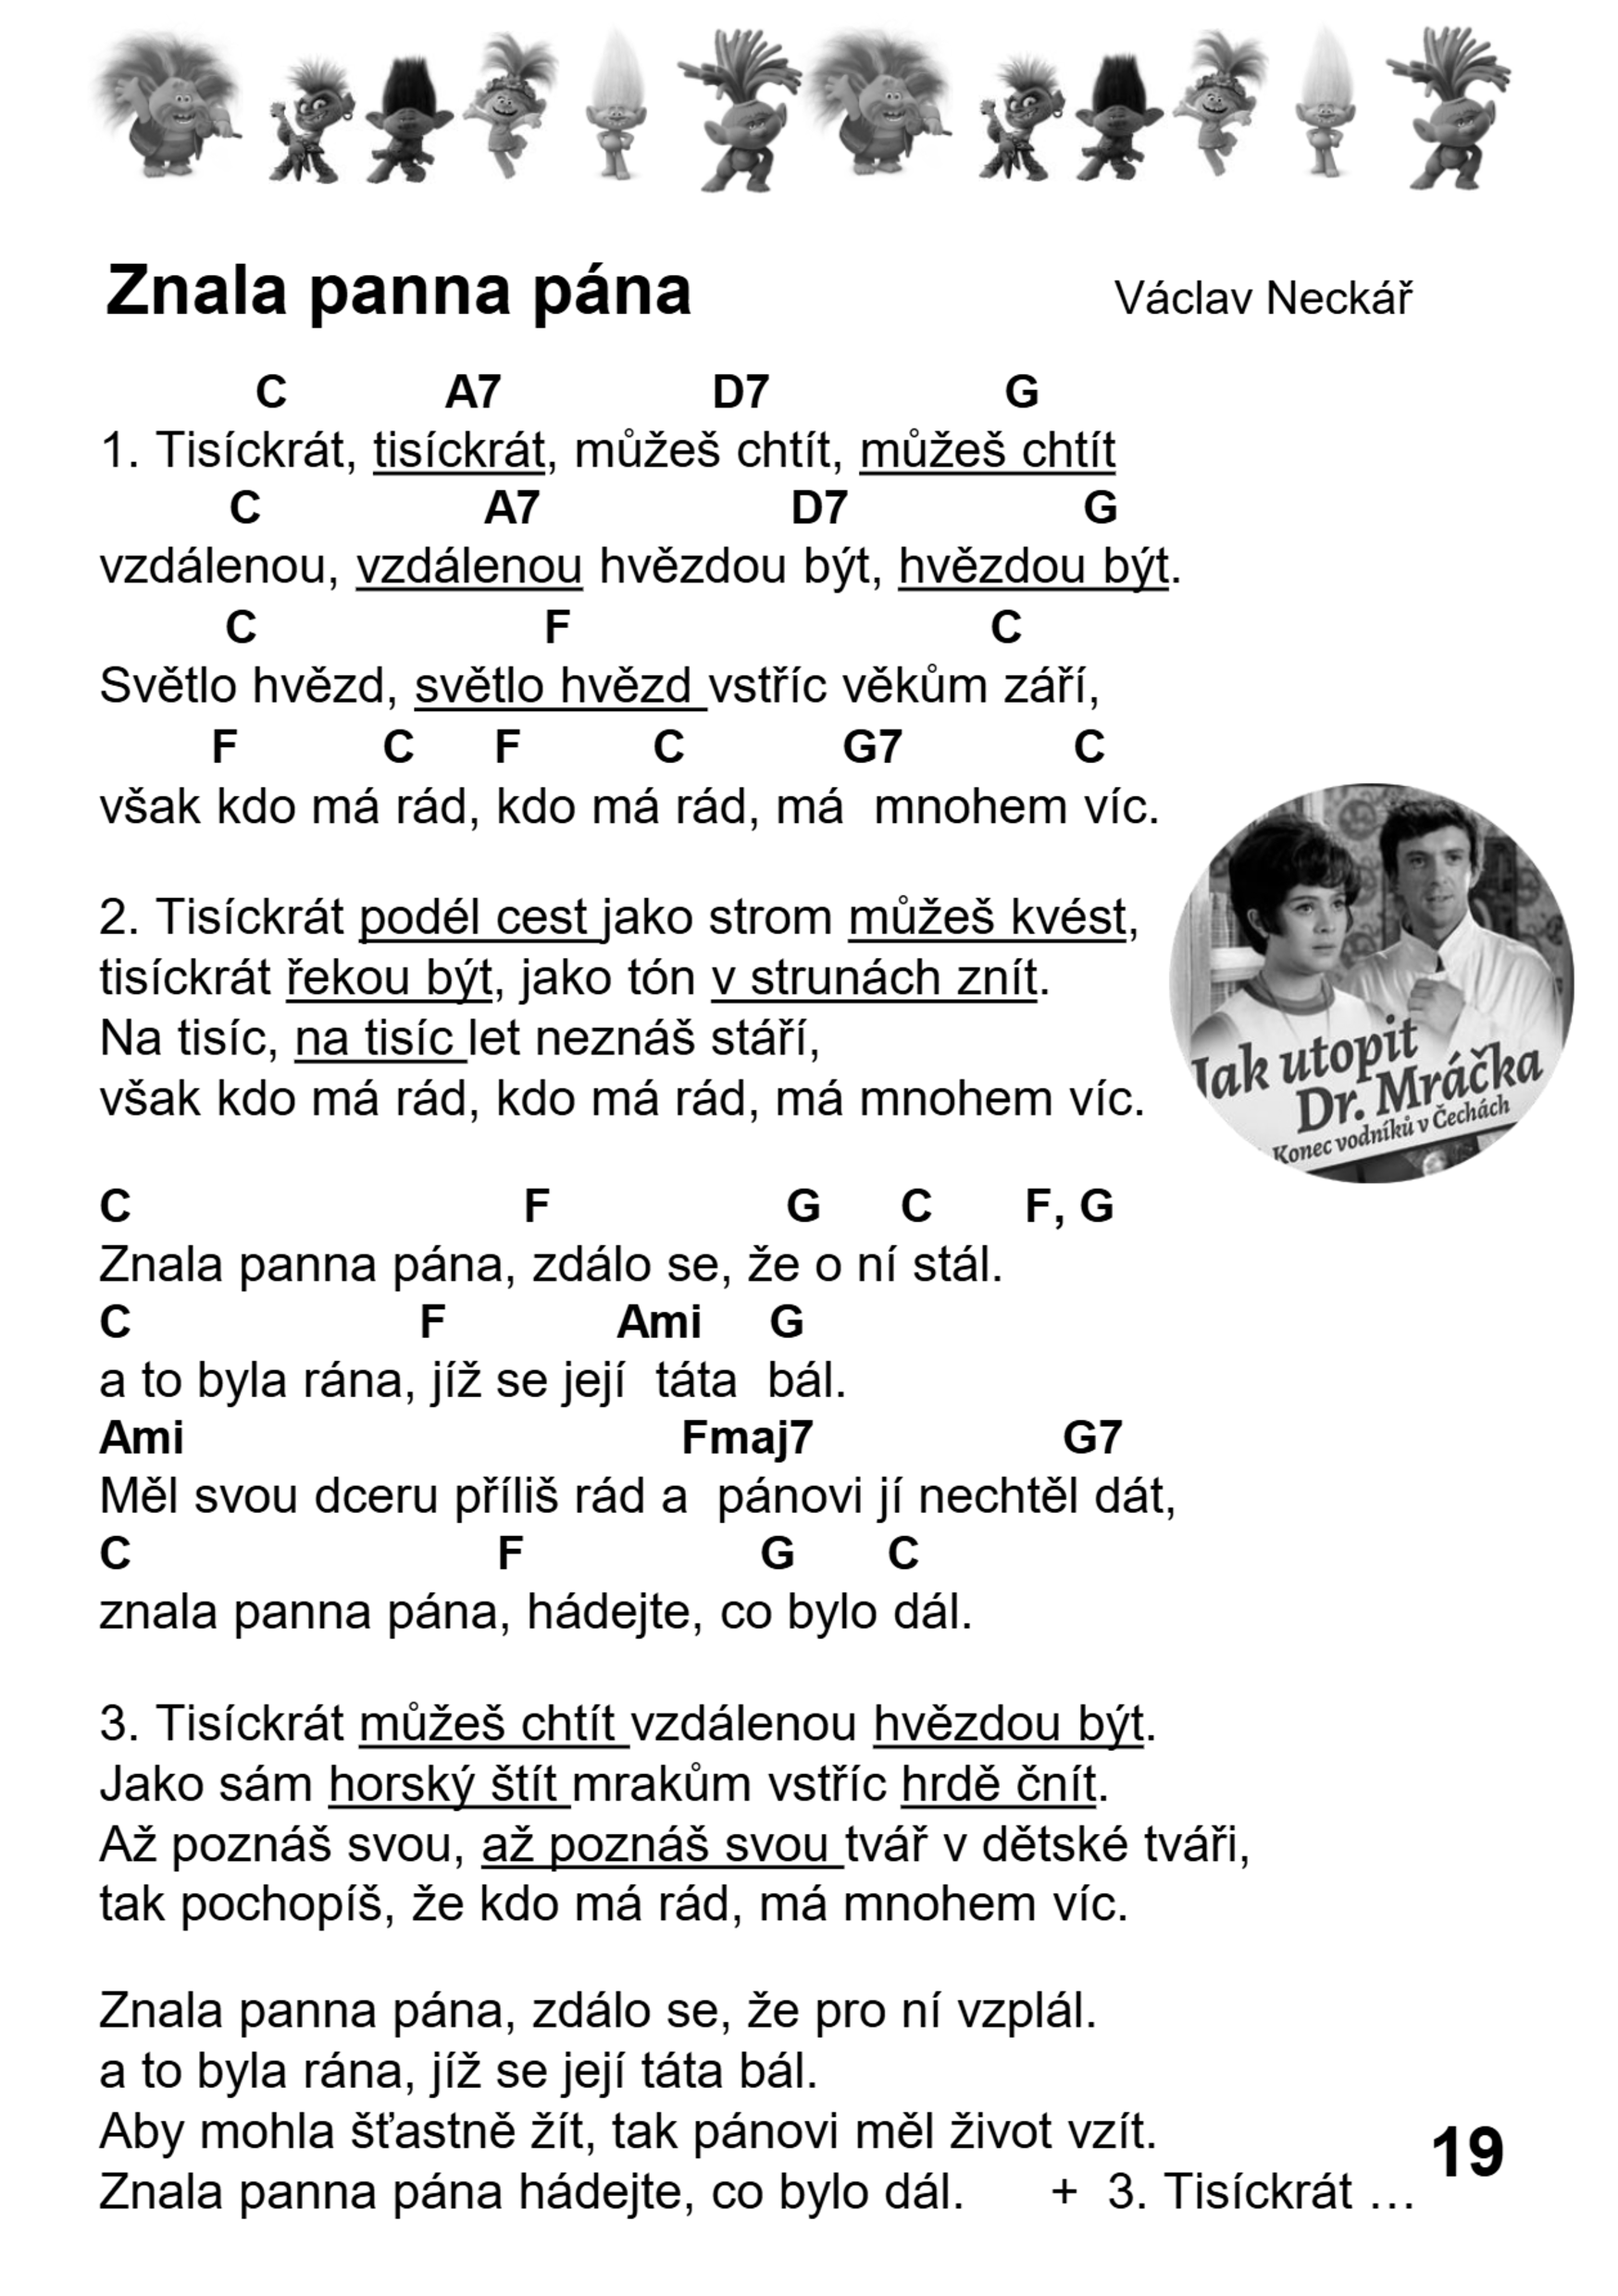 Znala panna pána Václav Neckář
C A7 D7 G
1. Tisíckrát, tisíckrát, můžeš chtít, můžeš chtít
C A7 D7 G
vzdálenou, vzdálenou hvězdou být, hvězdou být.
C F C
Světlo hvězd, světlo hvězd vstříc věkům září,
F C F C G7 C
však kdo má rád, kdo má rád, má mnohem víc.
2. Tisíckrát podél cest jako strom můžeš kvést,
tisíckrát řekou být, jako tón v strunách znít.
Na tisíc, na tisíc let neznáš stáří,
však kdo má rád, kdo má rád, má mnohem víc.
Jak utopit
Dr. Mráčka
Konec vodníků v Čechách
C F G C F, G
Znala panna pána, zdálo se, že o ní stál.
C F Ami G
a to byla rána, jíž se její táta bál.
Ami Fmaj7 G7
Měl svou dceru příliš rád a pánovi jí nechtěl dát,
C F G C
znala panna pána, hádejte, co bylo dál.
3. Tisíckrát můžeš chtít vzdálenou hvězdou být.
Jako sám horský štít mrakům vstříc hrdě čnít.
Až poznáš svou, až poznáš svou tvář v dětské tváři,
tak pochopíš, že kdo má rád, má mnohem víc.
Znala panna pána, zdálo se, že pro ní vzplál.
a to byla rána, jíž se její táta bál.
Aby mohla šťastně žít, tak pánovi měl život vzít.
Znala panna pána hádejte, co bylo dál. + 3. Tisíckrát …
19